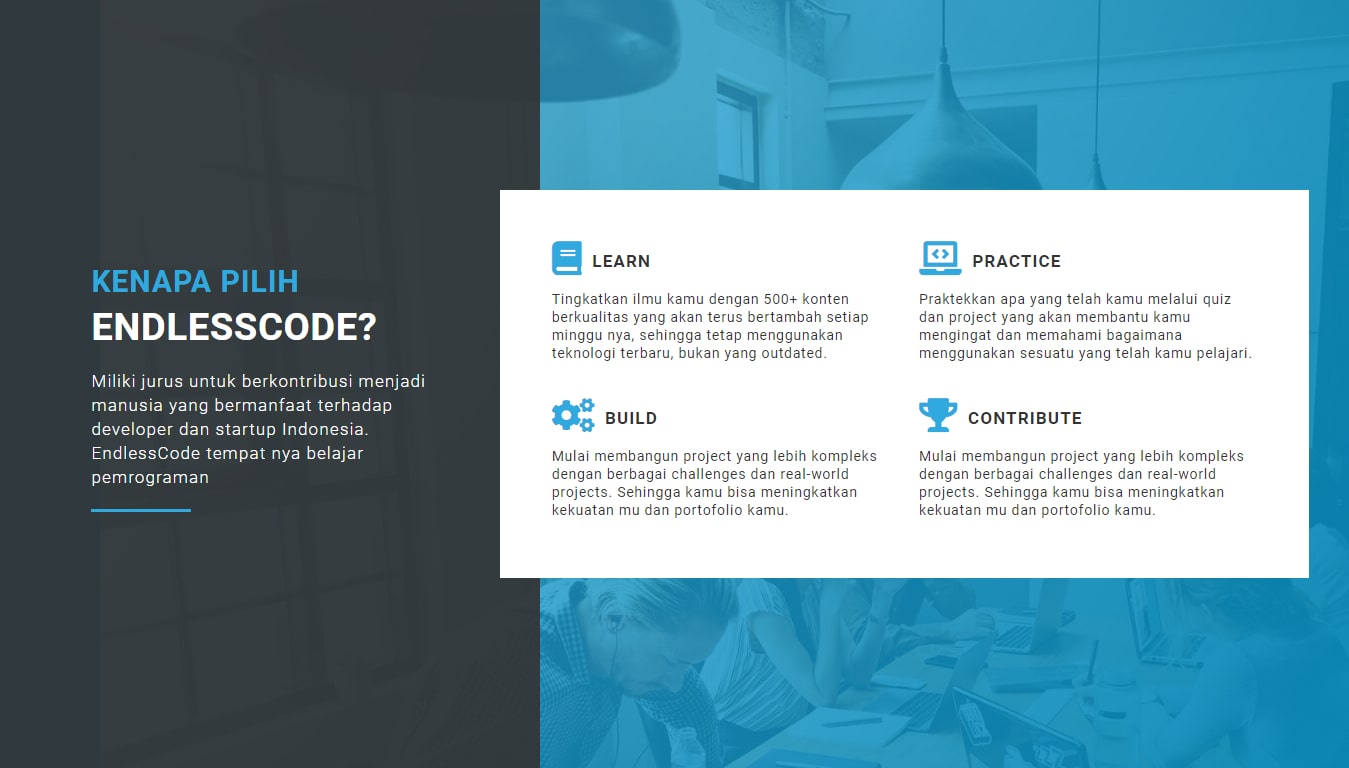 KENAPA PILIH
ENDLESSCODE?
Miliki jurus untuk berkontribusi menjadi
manusia yang bermanfaat terhadap
developer dan startup Indonesia.
EndlessCode tempat nya belajar
pemrograman
LEARN
Tingkatkan ilmu kamu dengan 500+ konten
berkualitas yang akan terus bertambah setiap
minggu nya, sehingga tetap menggunakan
teknologi terbaru, bukan yang outdated.
PRACTICE
Praktekkan apa yang telah kamu melalui quiz
dan project yang akan membantu kamu
mengingat dan memahami bagaimana
menggunakan sesuatu yang telah kamu pelajari.
BUILD
Mulai membangun project yang lebih kompleks
dengan berbagai challenges dan real-world
projects. Sehingga kamu bisa meningkatkan
kekuatan mu dan portofolio kamu.
CONTRIBUTE
Mulai membangun project yang lebih kompleks
dengan berbagai challenges dan real-world
projects. Sehingga kamu bisa meningkatkan
kekuatan mu dan portofolio kamu.